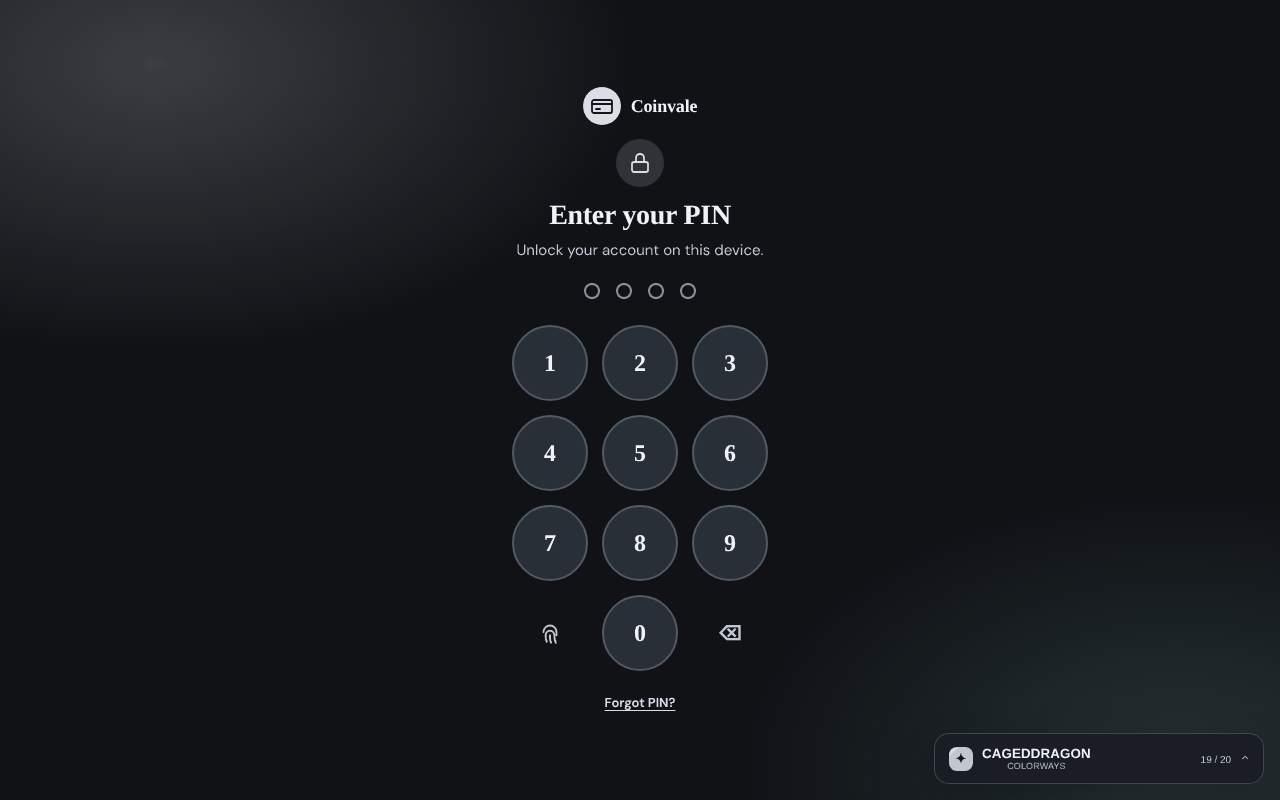 Coinvale
Enter your PIN
Unlock your account on this device.
1 2 3
4 5 6
7 8 9
0
Forgot PIN?
CAGEDDRAGON
COLORWAYS
19 / 20